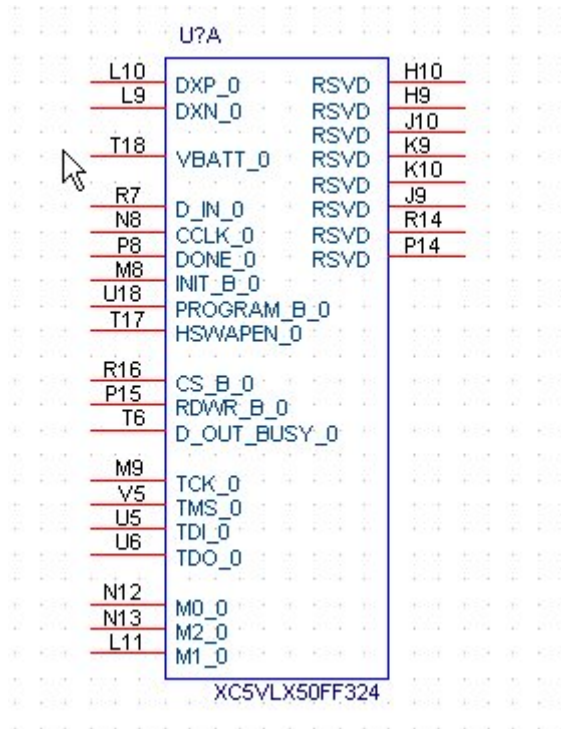 U?A
L10 DXP_0 RSVD H10
L9 DXN_0 RSVD H9
RSVD J10
T18 VBATT_0 RSVD K9
RSVD K10
R7 D_IN_0 RSVD J9
N8 CCLK_0 RSVD R14
P8 DONE_0 RSVD P14
M8 INIT_B_0
U18 PROGRAM_B_0
T17 HSWAPEN_0
R16 CS_B_0
P15 RDWR_B_0
T6 D_OUT_BUSY_0
M9 TCK_0
V5 TMS_0
U5 TDI_0
U6 TDO_0
N12 M0_0
N13 M2_0
L11 M1_0
XC5VLX50FF324